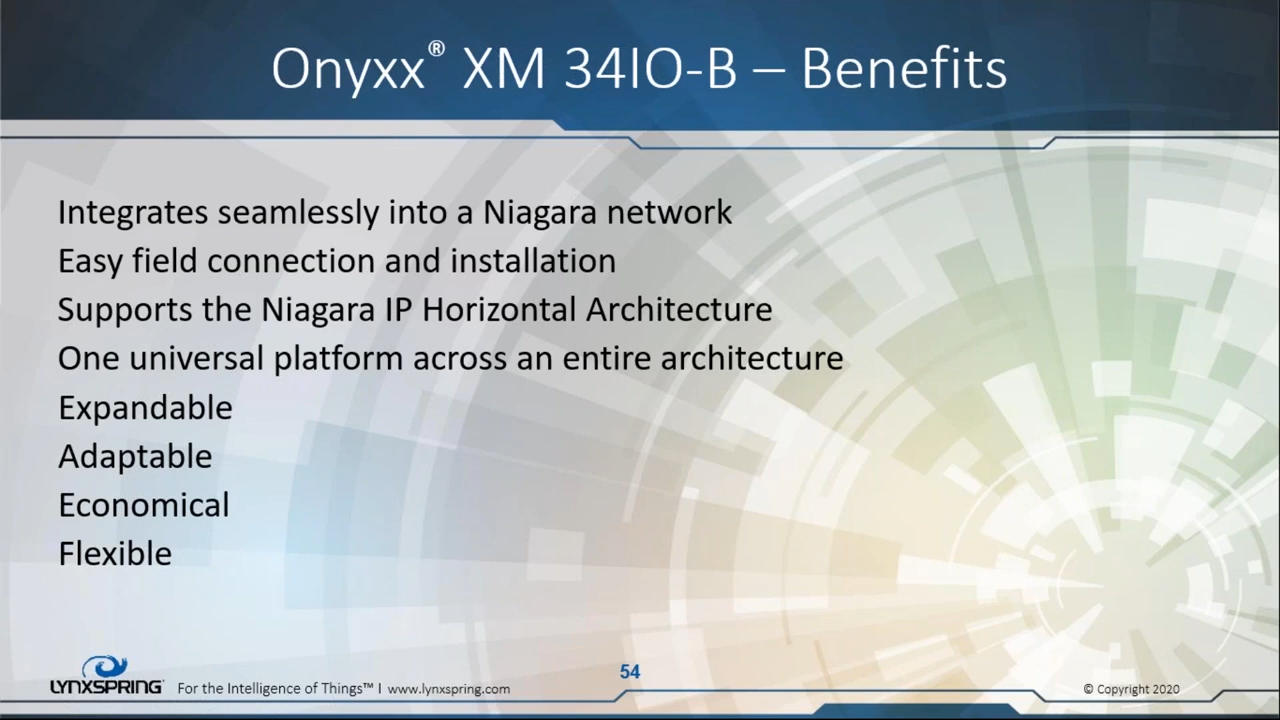 Onyxx® XM 34IO-B – Benefits
Integrates seamlessly into a Niagara network
Easy field connection and installation
Supports the Niagara IP Horizontal Architecture
One universal platform across an entire architecture
Expandable
Adaptable
Economical
Flexible
54
LYNXSPRING For the Intelligence of Things™ | www.lynxspring.com
© Copyright 2020